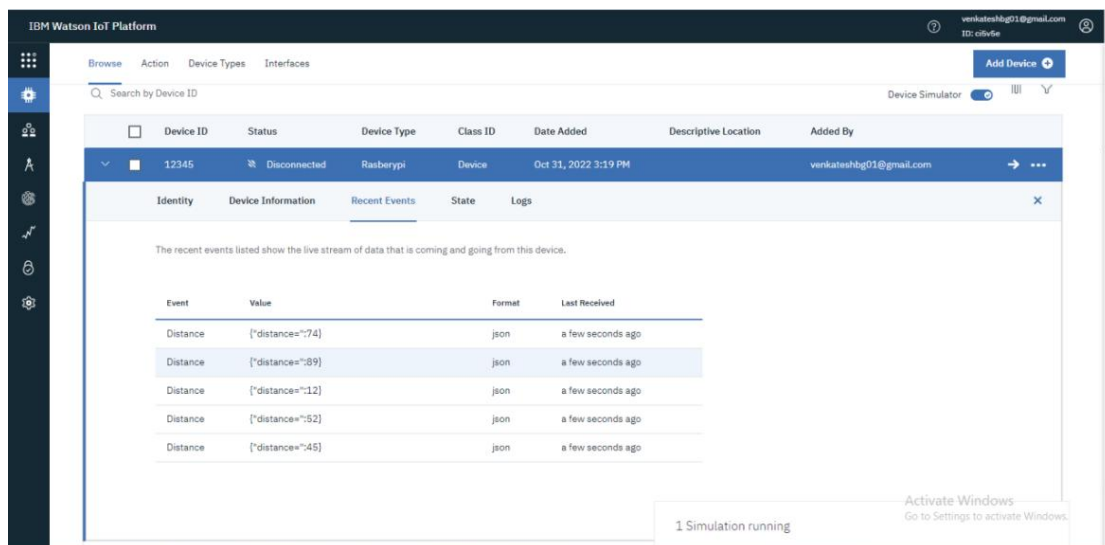 IBM Watson IoT Platform
venkateshbg01@gmail.com
ID: ci6v6e
Browse Action Device Types Interfaces
Add Device
Search by Device ID
Device Simulator
Device ID Status Device Type Class ID Date Added Descriptive Location Added By
12345 Disconnected Rasberypi Device Oct 31, 2022 3:19 PM venkateshbg01@gmail.com
Identity Device Information Recent Events State Logs
The recent events listed show the live stream of data that is coming and going from this device.
Event Value Format Last Received
Distance {"distance=":74} json a few seconds ago
Distance {"distance=":89} json a few seconds ago
Distance {"distance=":12} json a few seconds ago
Distance {"distance=":52} json a few seconds ago
Distance {"distance=":45} json a few seconds ago
1 Simulation running
Activate Windows
Go to Settings to activate Windows.